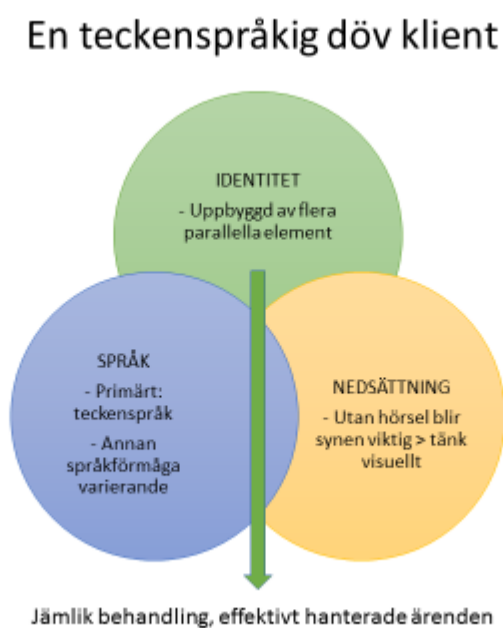 En teckenspråkig döv klient
IDENTITET
- Uppbyggd av flera
parallella element
SPRÅK
- Primärt:
teckenspråk
- Annan
språkförmåga
varierande
NEDSÄTTNING
- Utan hörsel blir
synen viktig > tänk
visuellt
Jämlik behandling, effektivt hanterade ärenden